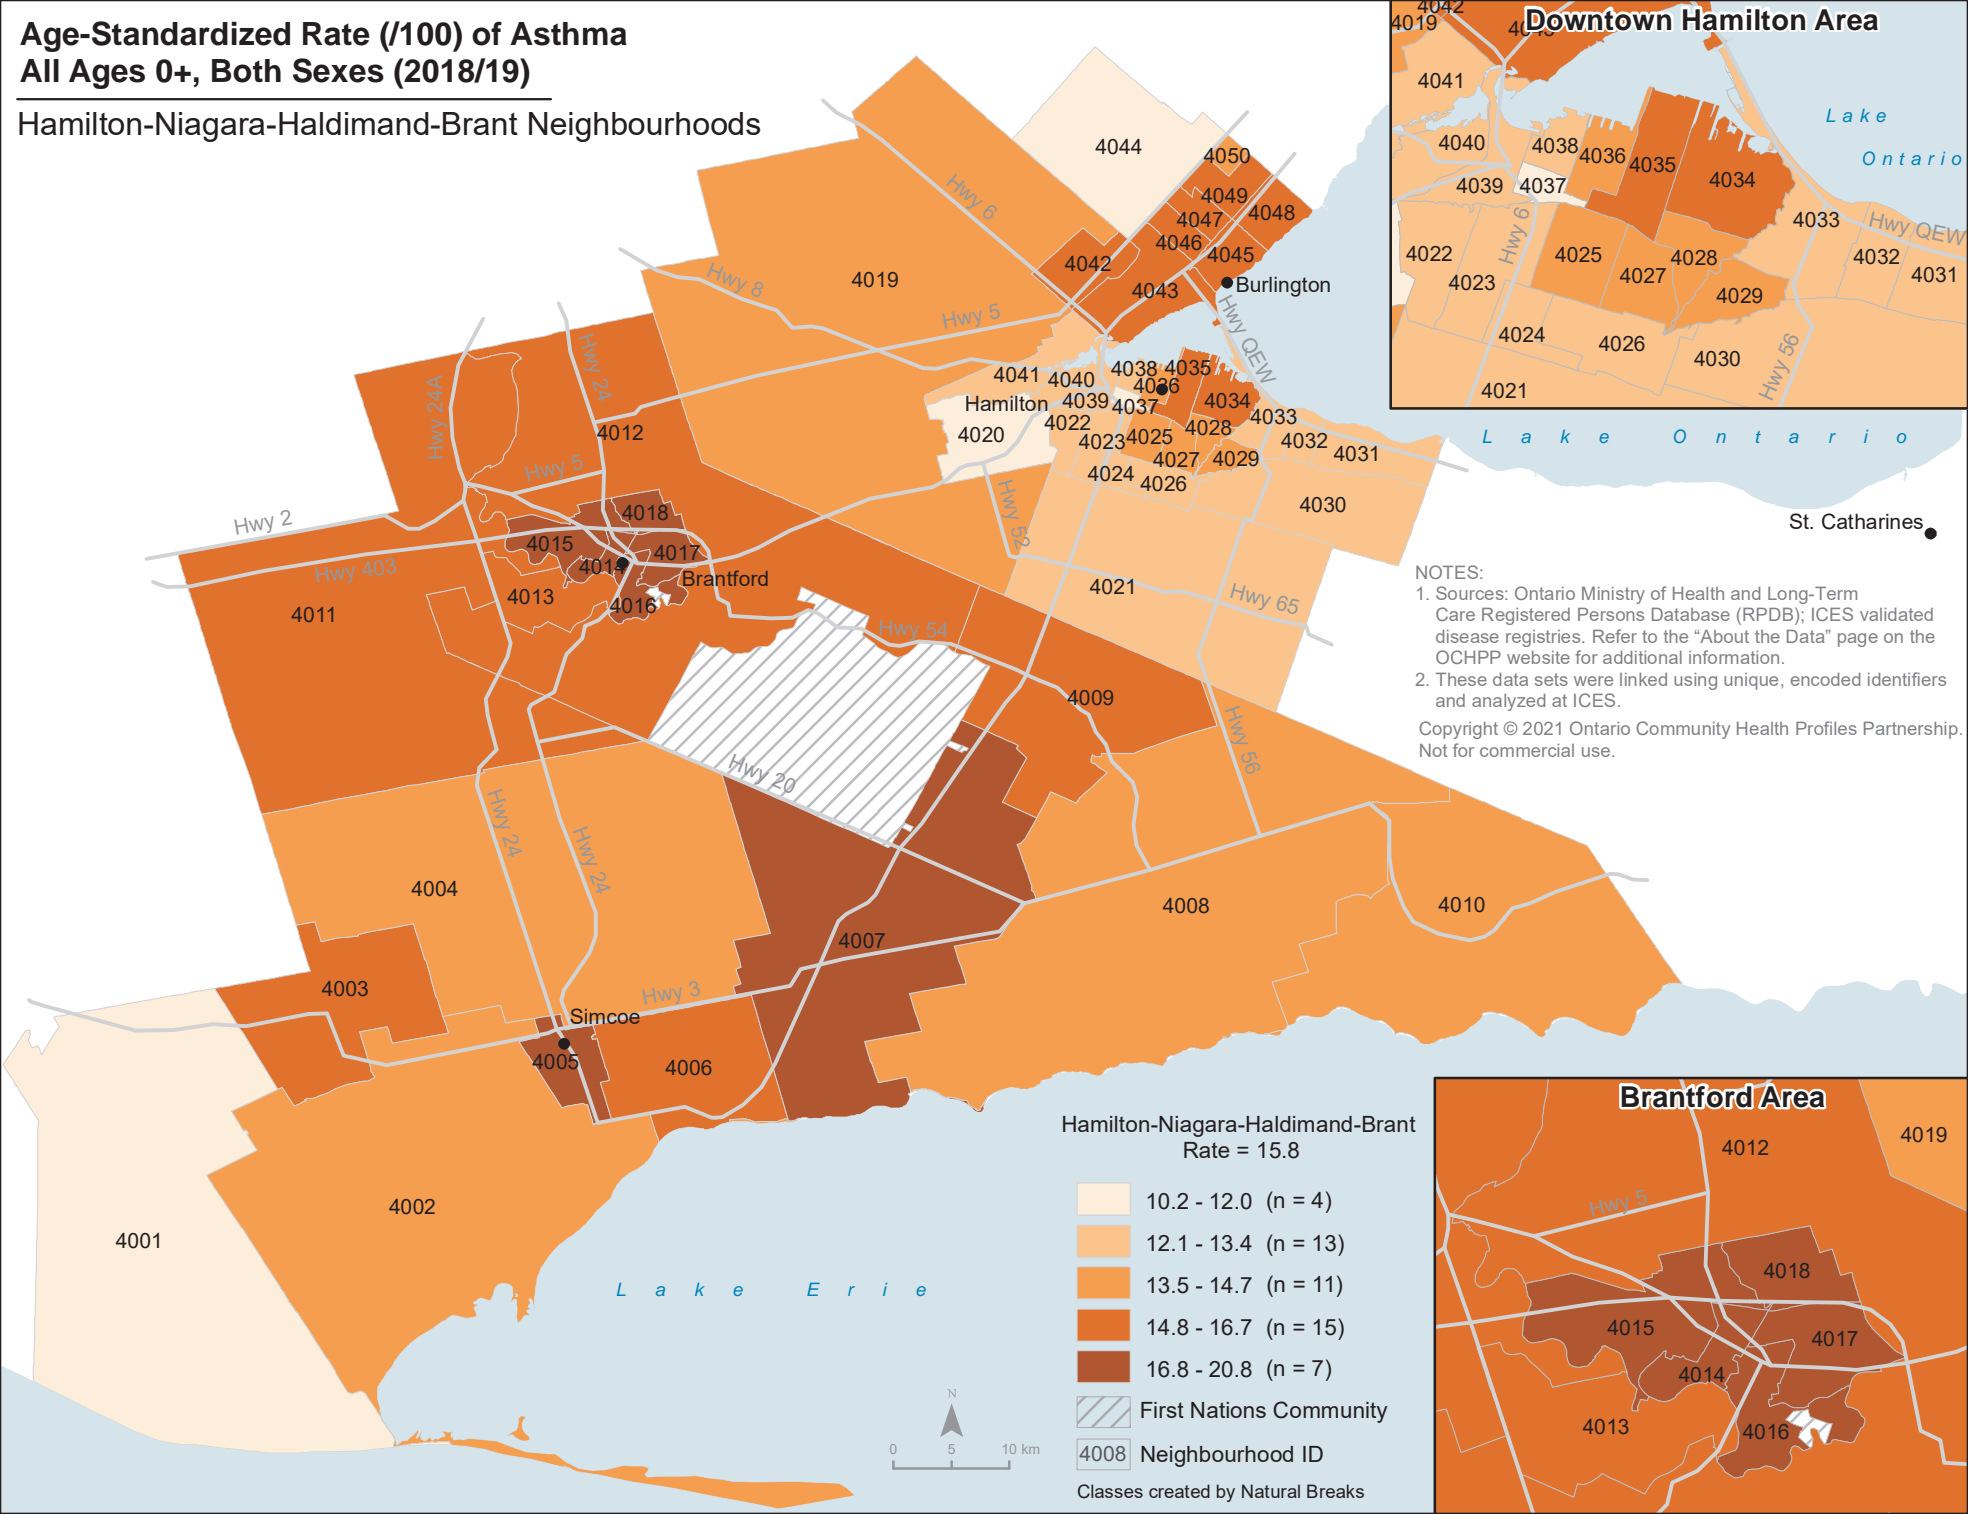 Age-Standardized Rate (/100) of Asthma
All Ages 0+, Both Sexes (2018/19)
Hamilton-Niagara-Haldimand-Brant Neighbourhoods
4044
4050
Hwy 6
4049
4048
4047
4046
4045
4042
4019
Hwy 8
4043
Burlington
Hwy 5
Hwy QEW
Hwy 24
Hwy 24A
4041
4040
4038
4035
4036
Hamilton
4039
4037
4034
4033
4012
4020
4022
4023
4025
4028
4032
4031
Hwy 5
4024
4027
4029
4026
4030
Hwy 2
4018
Hwy 52
4015
4017
Hwy 403
4014
Brantford
4021
Hwy 65
4011
4013
4016
Hwy 54
4009
Hwy 56
Hwy 20
Hwy 24
Hwy 24
4004
4008
4010
4007
4003
Hwy 3
Simcoe
4005
4006
4002
4001
Lake Erie
Lake Ontario
St. Catharines
Downtown Hamilton Area
4042
4019
4043
4041
Lake
Ontario
4040
4038
4036
4035
4034
4039
4037
4033
Hwy QEW
Hwy 6
4022
4023
4025
4028
4027
4032
4031
4029
4024
4026
4030
Hwy 56
4021
NOTES:
1. Sources: Ontario Ministry of Health and Long-Term
Care Registered Persons Database (RPDB); ICES validated
disease registries. Refer to the “About the Data” page on the
OCHPP website for additional information.
2. These data sets were linked using unique, encoded identifiers
and analyzed at ICES.
Copyright © 2021 Ontario Community Health Profiles Partnership.
Not for commercial use.
Hamilton-Niagara-Haldimand-Brant
Rate = 15.8
10.2 - 12.0 (n = 4)
12.1 - 13.4 (n = 13)
13.5 - 14.7 (n = 11)
14.8 - 16.7 (n = 15)
16.8 - 20.8 (n = 7)
First Nations Community
4008 Neighbourhood ID
Classes created by Natural Breaks
N
0 5 10 km
Brantford Area
4012
4019
Hwy 5
4018
4015
4017
4014
4013
4016